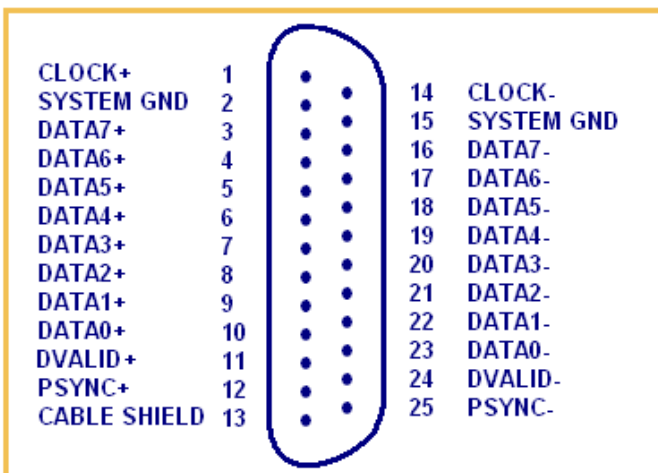 CLOCK+ 1
SYSTEM GND 2
DATA7+ 3
DATA6+ 4
DATA5+ 5
DATA4+ 6
DATA3+ 7
DATA2+ 8
DATA1+ 9
DATA0+ 10
DVALID+ 11
PSYNC+ 12
CABLE SHIELD 13
14 CLOCK-
15 SYSTEM GND
16 DATA7-
17 DATA6-
18 DATA5-
19 DATA4-
20 DATA3-
21 DATA2-
22 DATA1-
23 DATA0-
24 DVALID-
25 PSYNC-